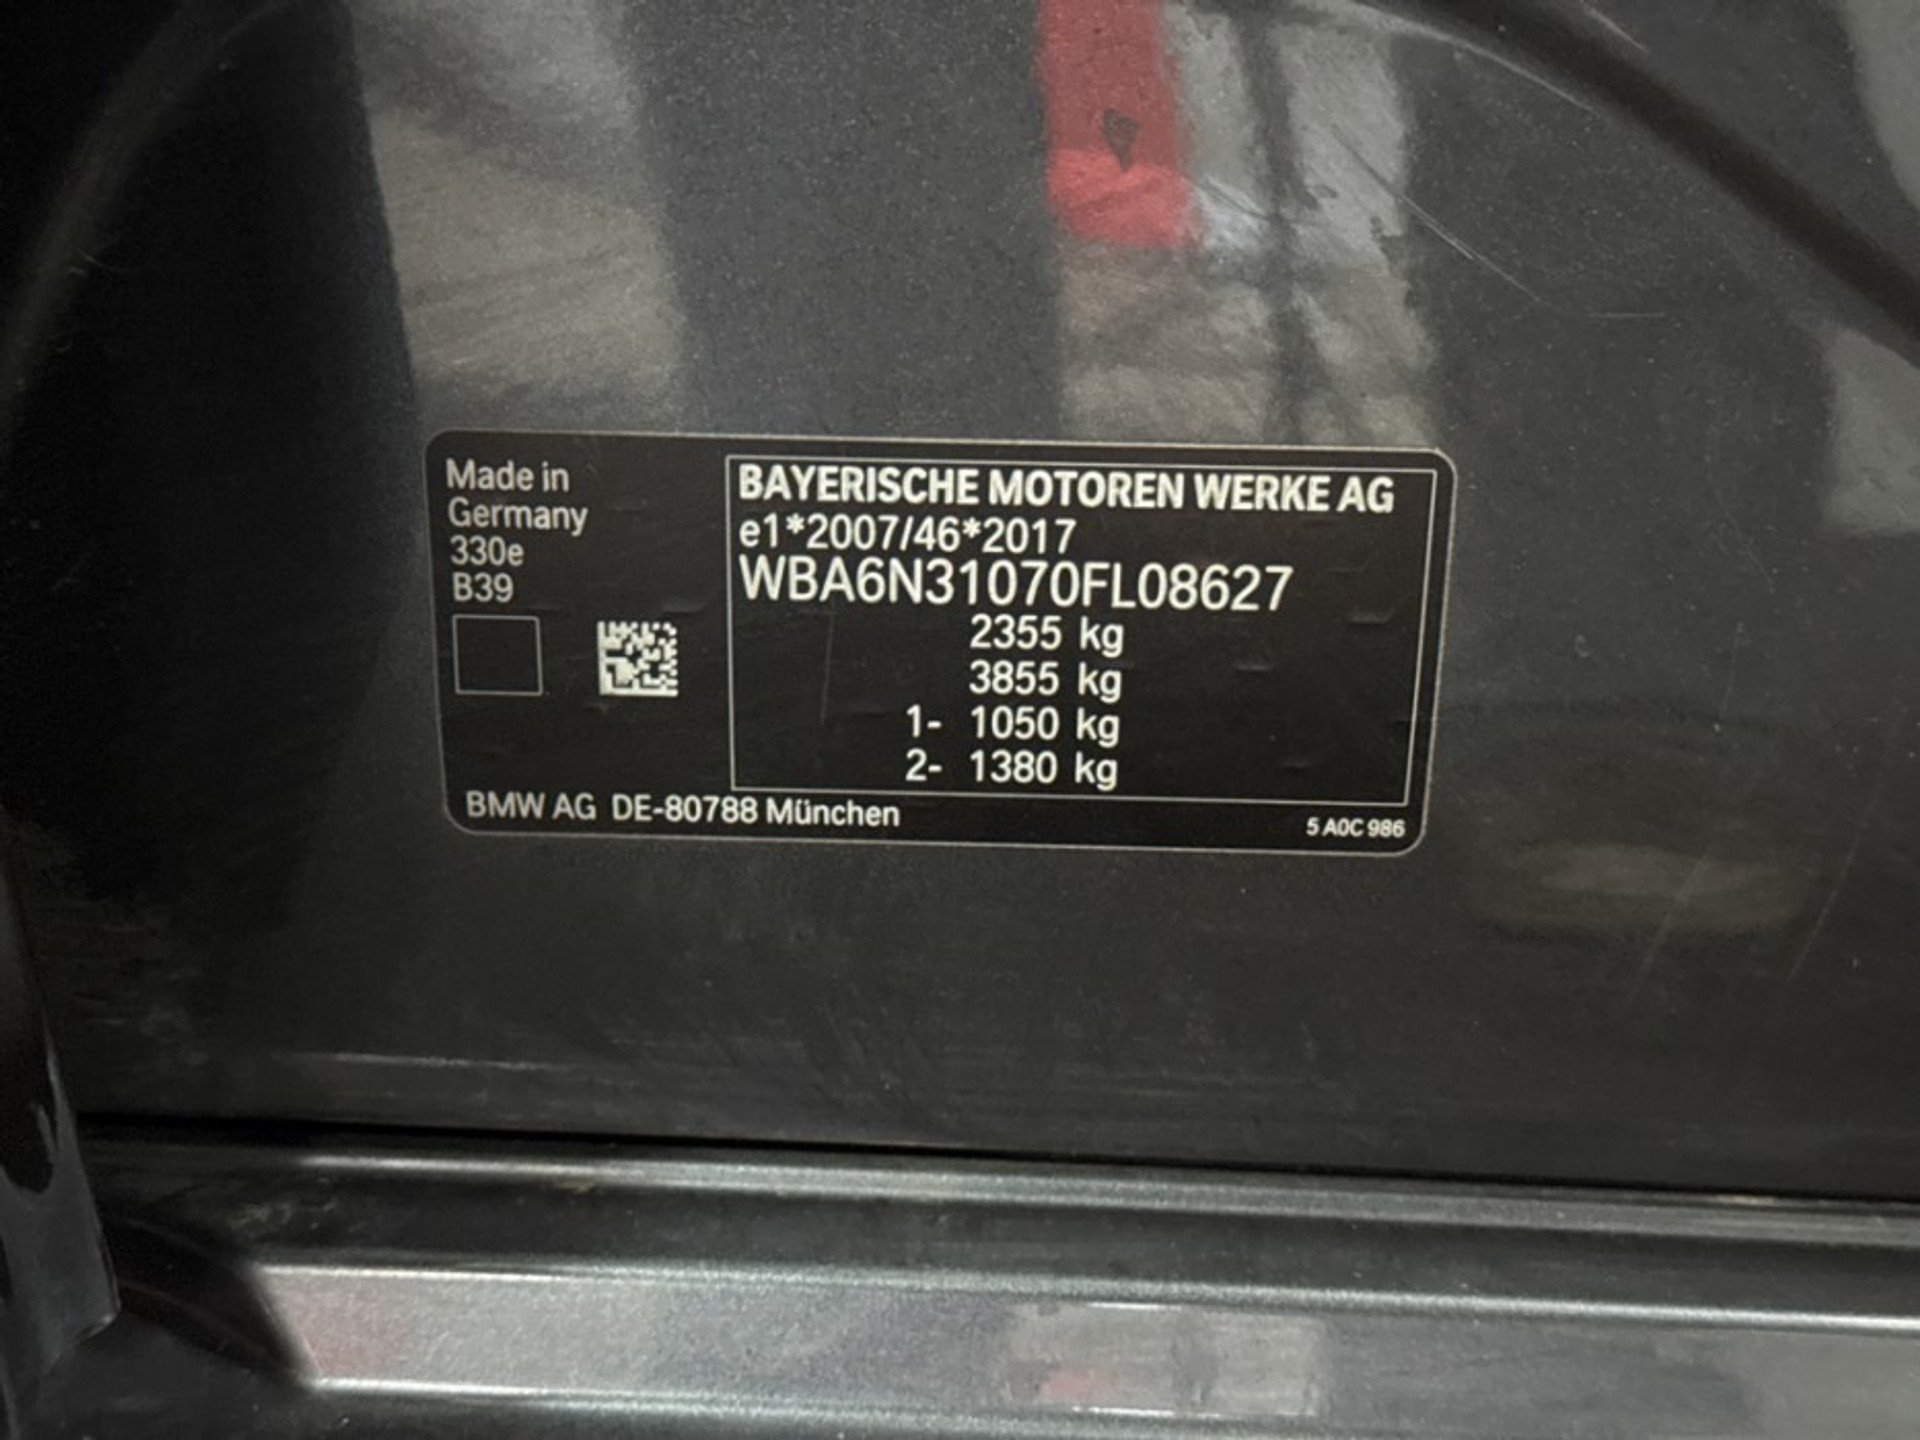 Made in
Germany
330e
B39
BAYERISCHE MOTOREN WERKE AG
e1*2007/46*2017
WBA6N31070FL08627
2355 kg
3855 kg
1- 1050 kg
2- 1380 kg
BMW AG DE-80788 München
5 A0C 986